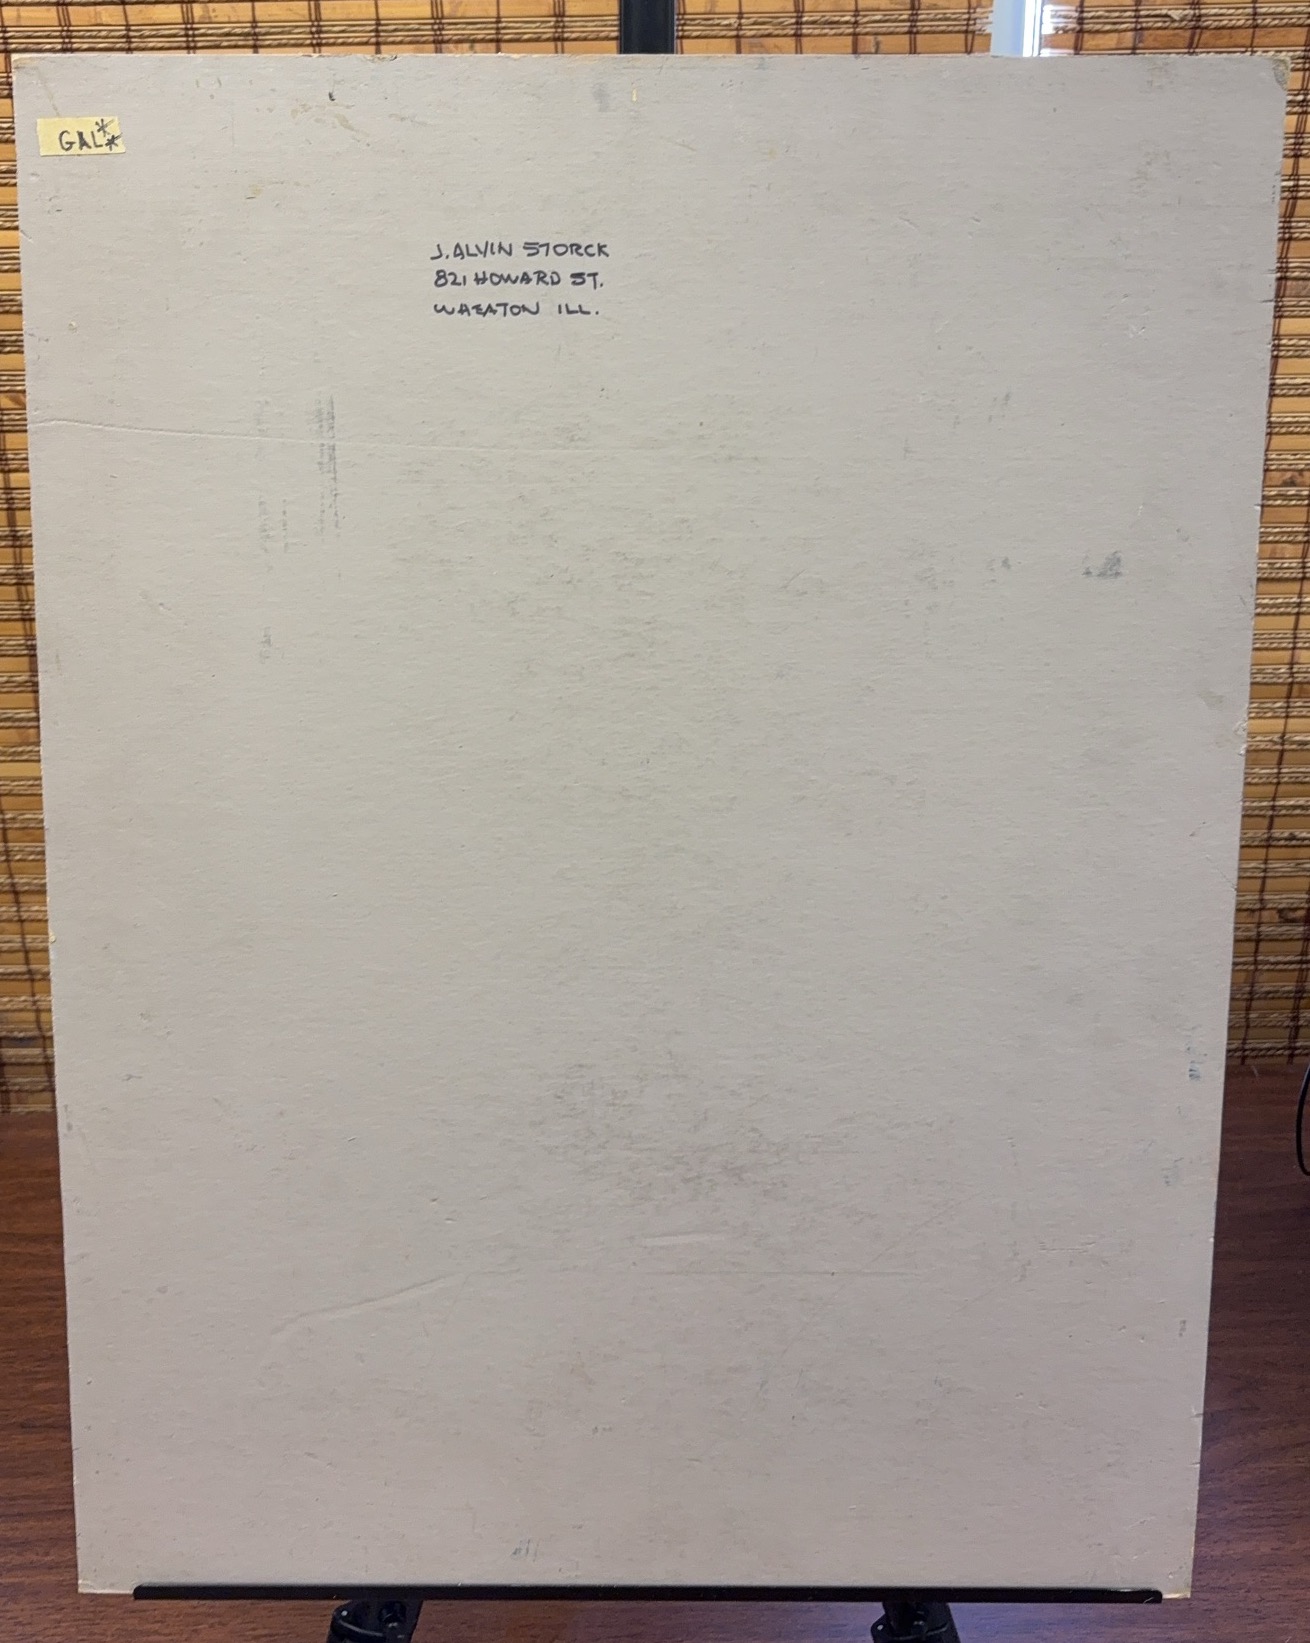 GAL**
J. ALVIN STORCK
821 HOWARD ST.
WHEATON ILL.